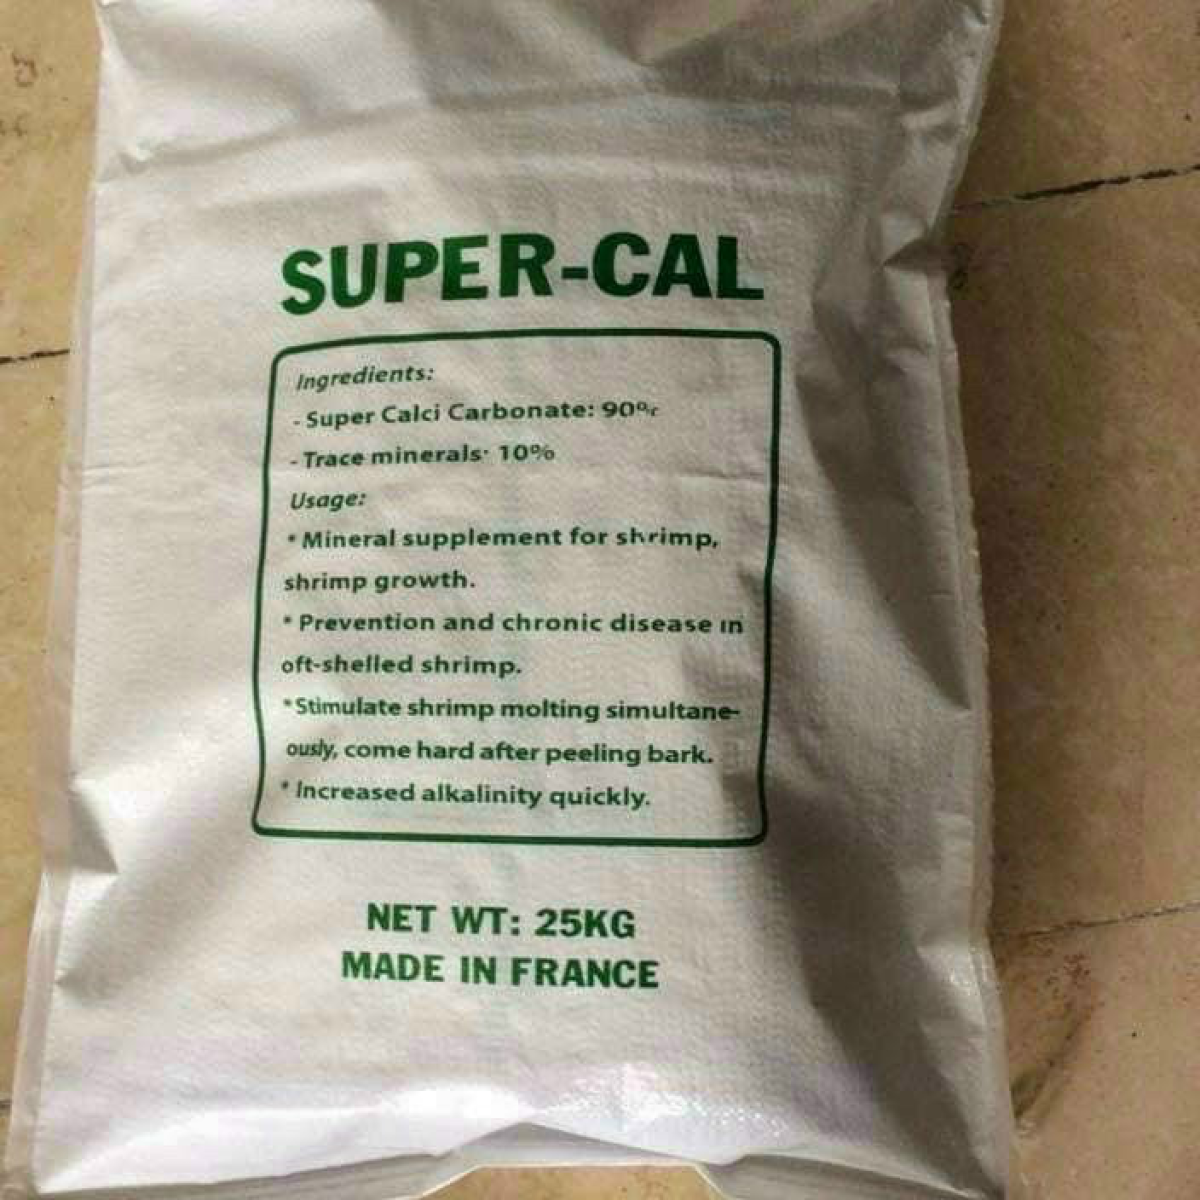 SUPER-CAL
Ingredients:
- Super Calci Carbonate: 90%
- Trace minerals: 10%
Usage:
* Mineral supplement for shrimp,
shrimp growth.
* Prevention and chronic disease in
oft-shelled shrimp.
*Stimulate shrimp molting simultane-
ously, come hard after peeling bark.
* Increased alkalinity quickly.
NET WT: 25KG
MADE IN FRANCE